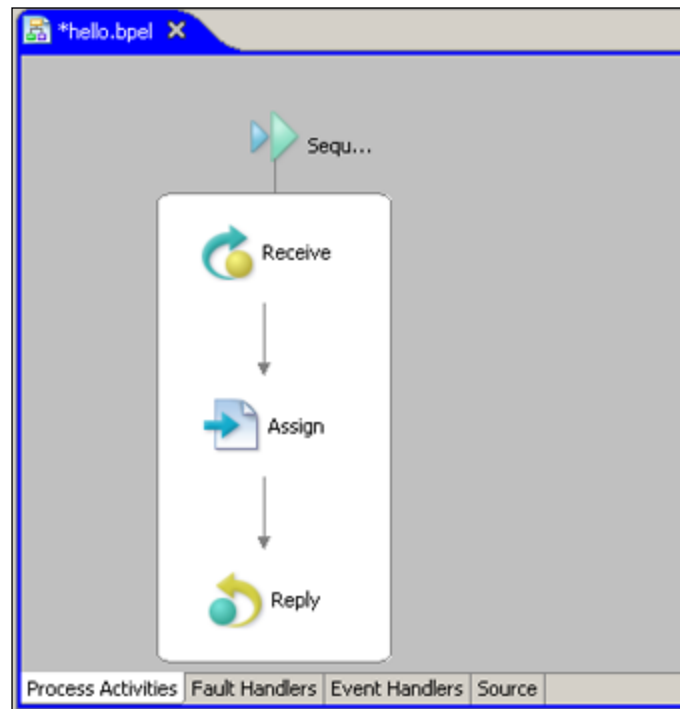 *hello.bpel
Sequ...
Receive
Assign
Reply
Process Activities Fault Handlers Event Handlers Source